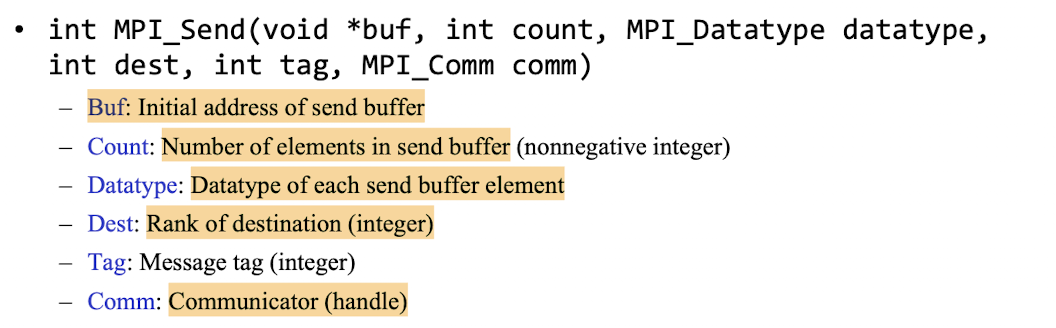 • int MPI_Send(void *buf, int count, MPI_Datatype datatype,
int dest, int tag, MPI_Comm comm)
– Buf: Initial address of send buffer
– Count: Number of elements in send buffer (nonnegative integer)
– Datatype: Datatype of each send buffer element
– Dest: Rank of destination (integer)
– Tag: Message tag (integer)
– Comm: Communicator (handle)